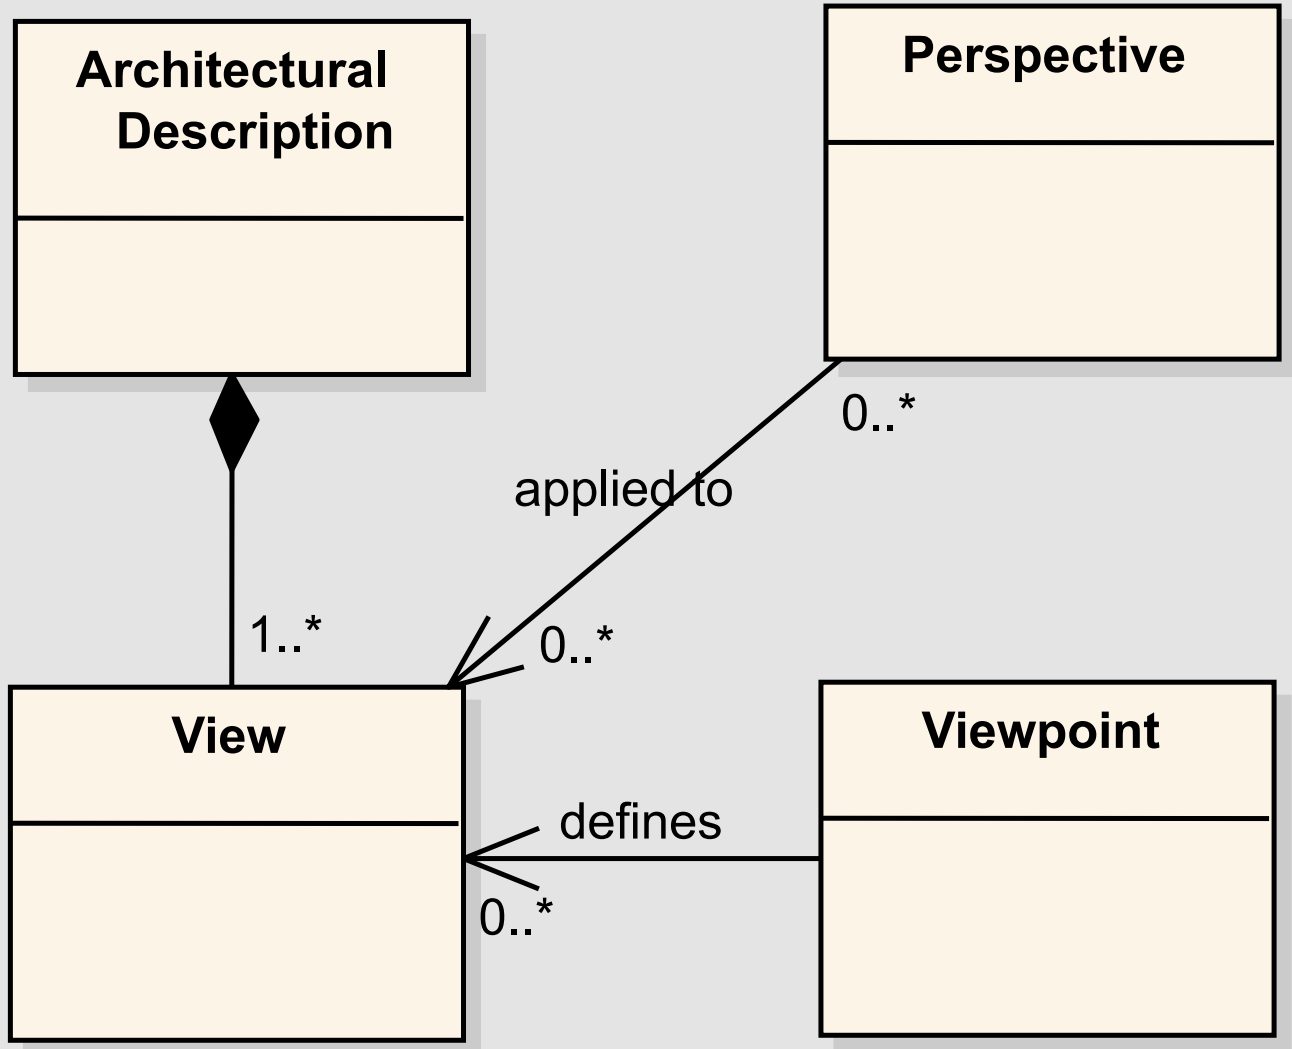 Architectural
Description
Perspective
0..*
applied to
1..*
0..*
View
Viewpoint
defines
0..*